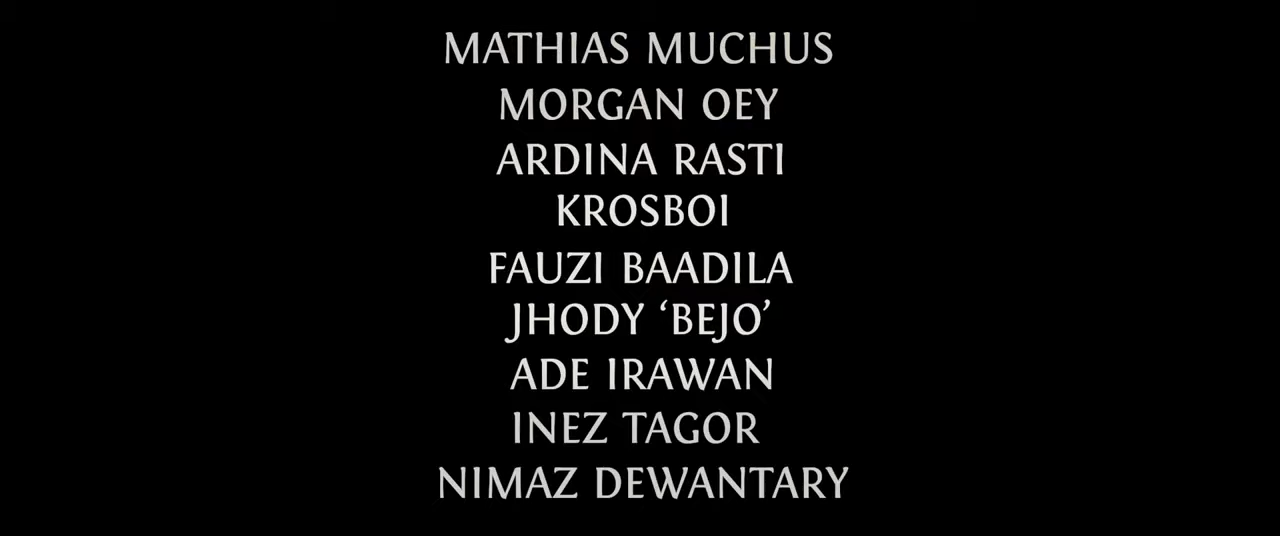 MATHIAS MUCHUS
MORGAN OEY
ARDINA RASTI
KROSBOI
FAUZI BAADILA
JHODY ‘BEJO’
ADE IRAWAN
INEZ TAGOR
NIMAZ DEWANTARY